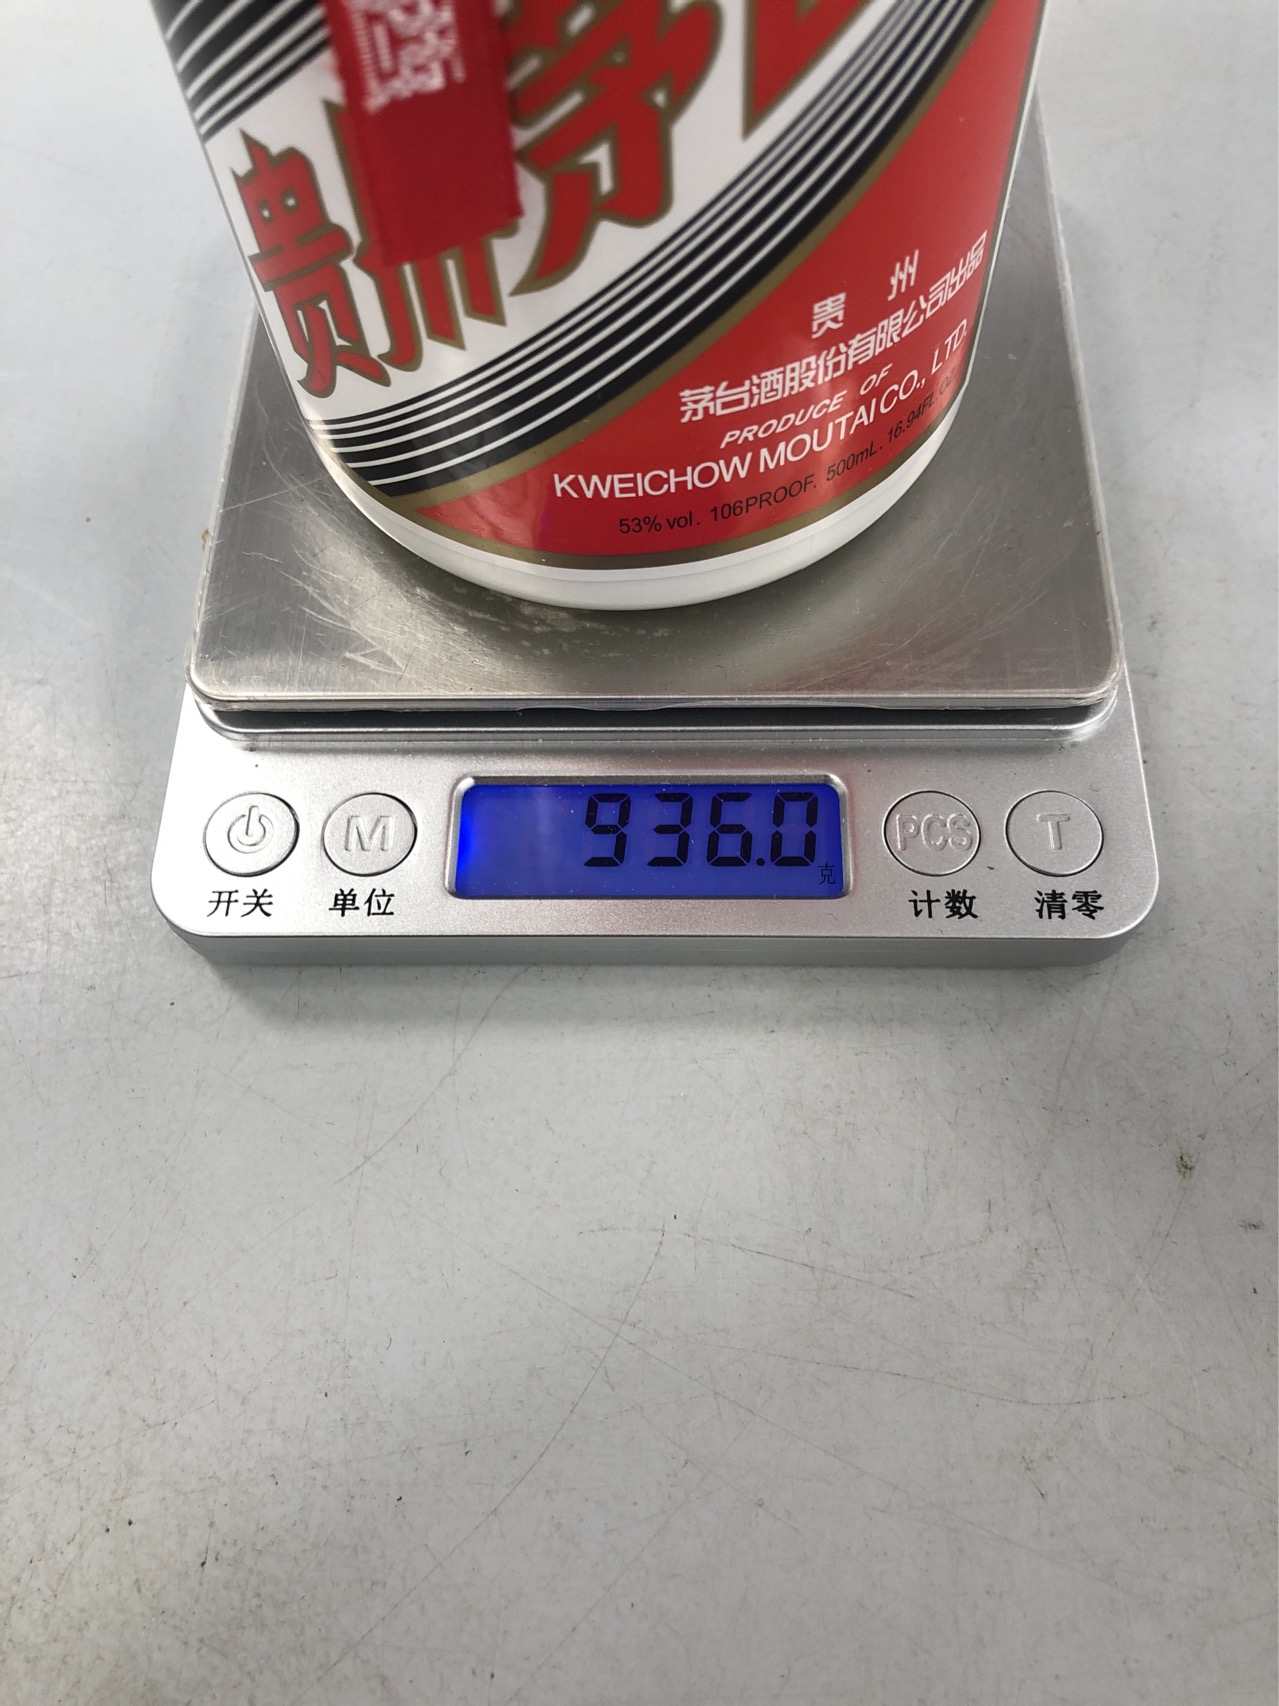 贵州茅
贵 州
茅台酒股份有限公司出品
PRODUCE OF
KWEICHOW MOUTAI CO., LTD.
53% vol. 106PROOF. 500mL. 16.94FL. OZ
936.0
克
M PCS T
开关 单位 计数 清零